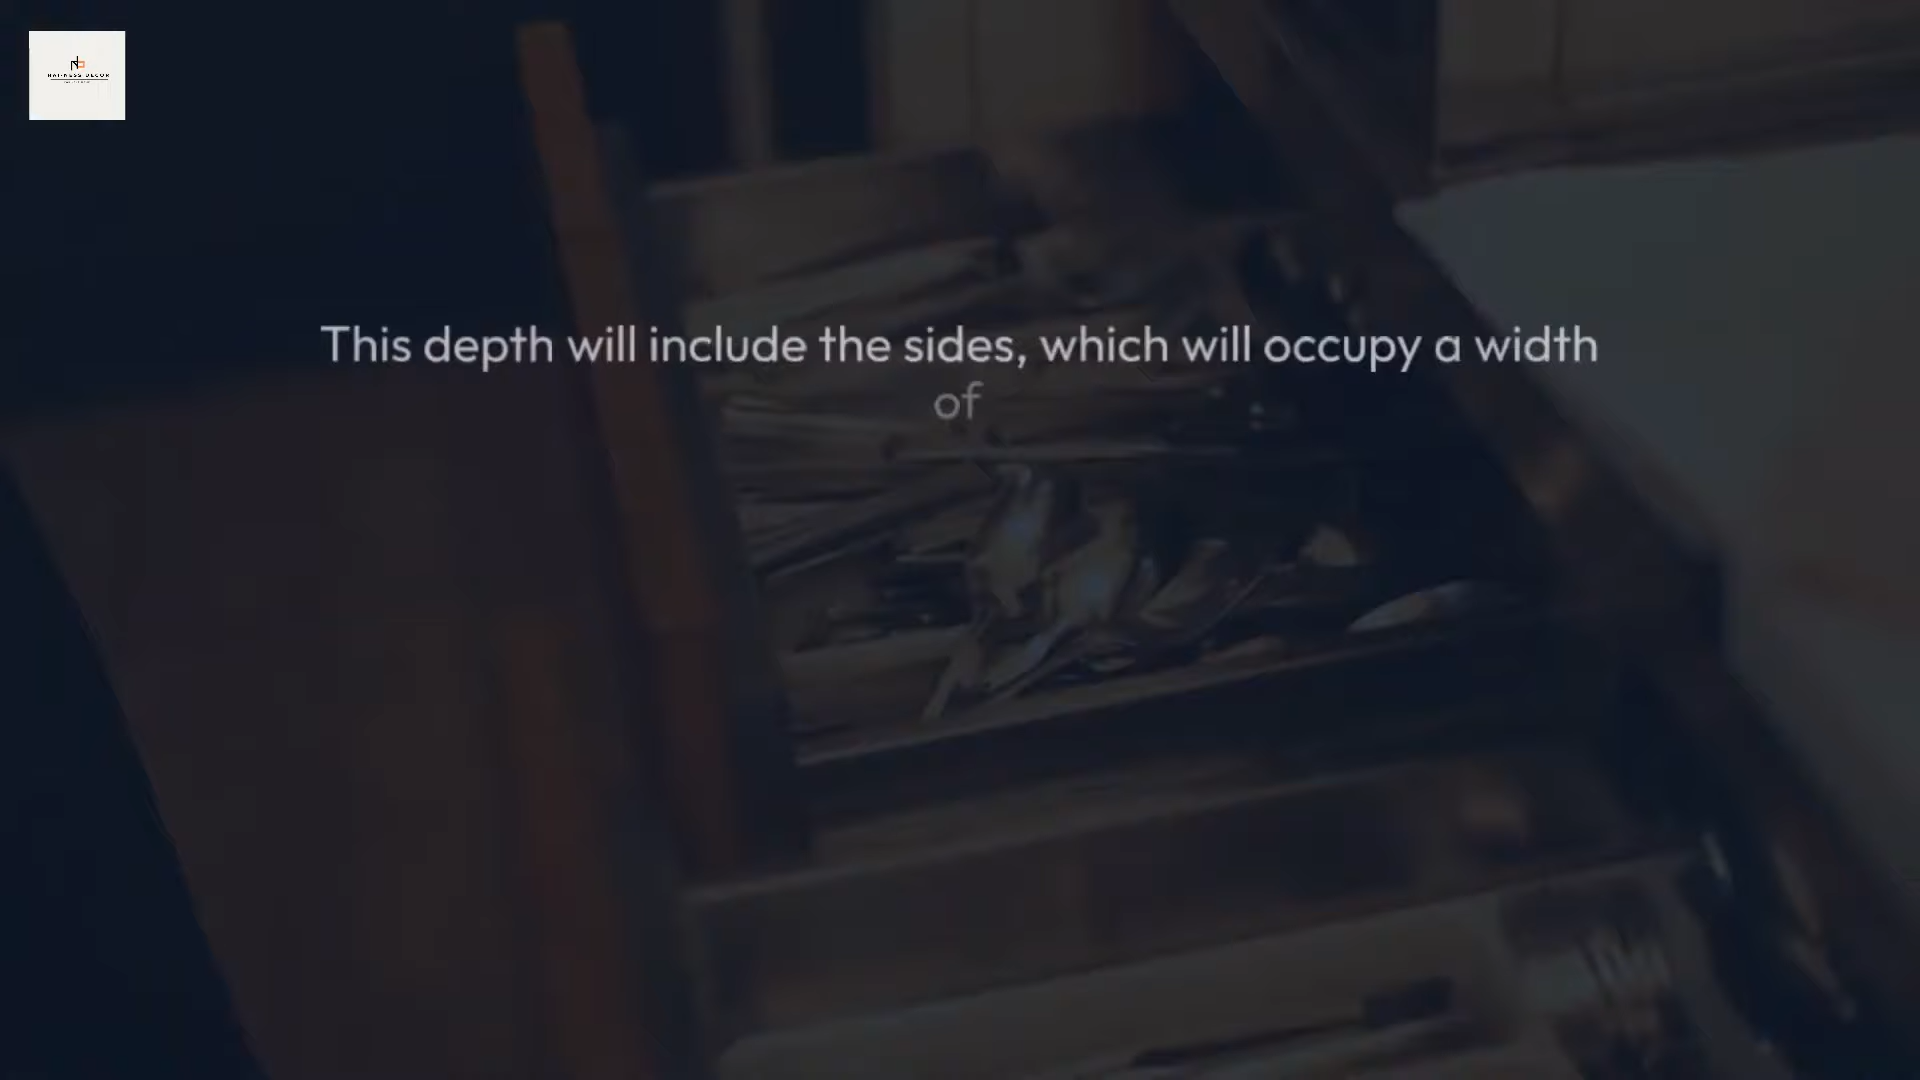 This depth will include the sides, which will occupy a width
of